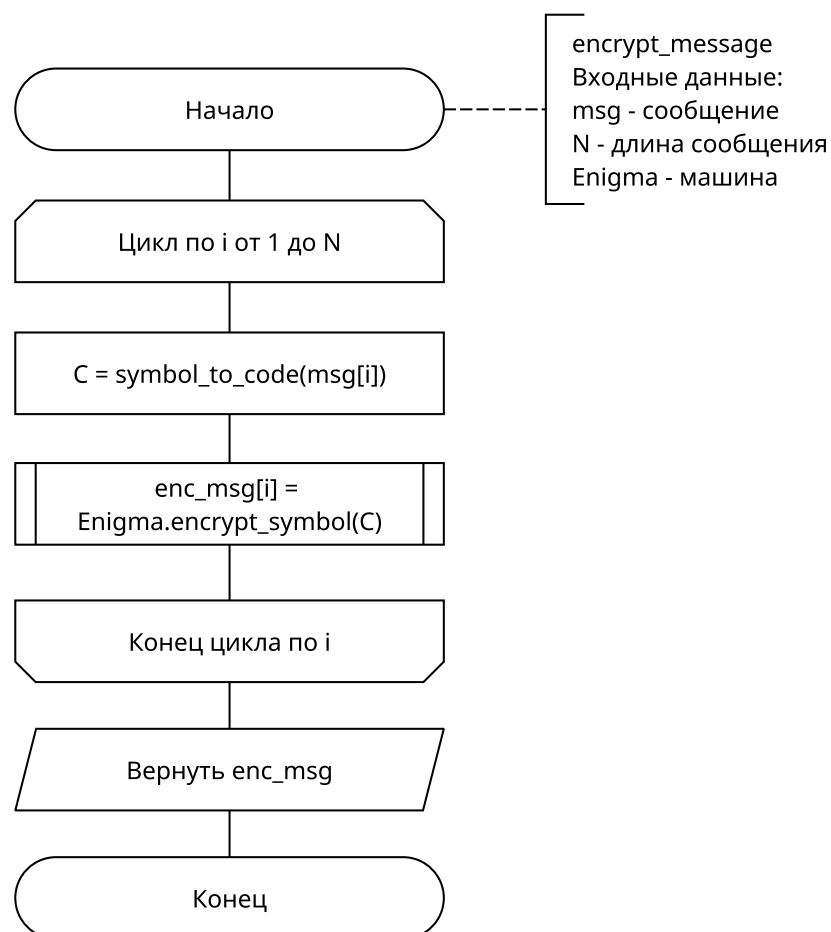 encrypt_message
Входные данные:
msg - сообщение
N - длина сообщения
Enigma - машина
Начало
Цикл по i от 1 до N
C = symbol_to_code(msg[i])
enc_msg[i] =
Enigma.encrypt_symbol(C)
Конец цикла по i
Вернуть enc_msg
Конец